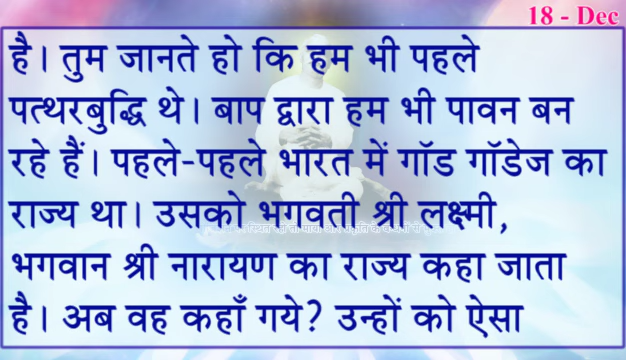 18 - Dec
है। तुम जानते हो कि हम भी पहले
पत्थरबुद्धि थे। बाप द्वारा हम भी पावन बन
रहे हैं। पहले-पहले भारत में गॉड गॉडेज का
राज्य था। उसको भगवती श्री लक्ष्मी,
भगवान श्री नारायण का राज्य कहा जाता
है। अब वह कहाँ गये? उन्हों को ऐसा